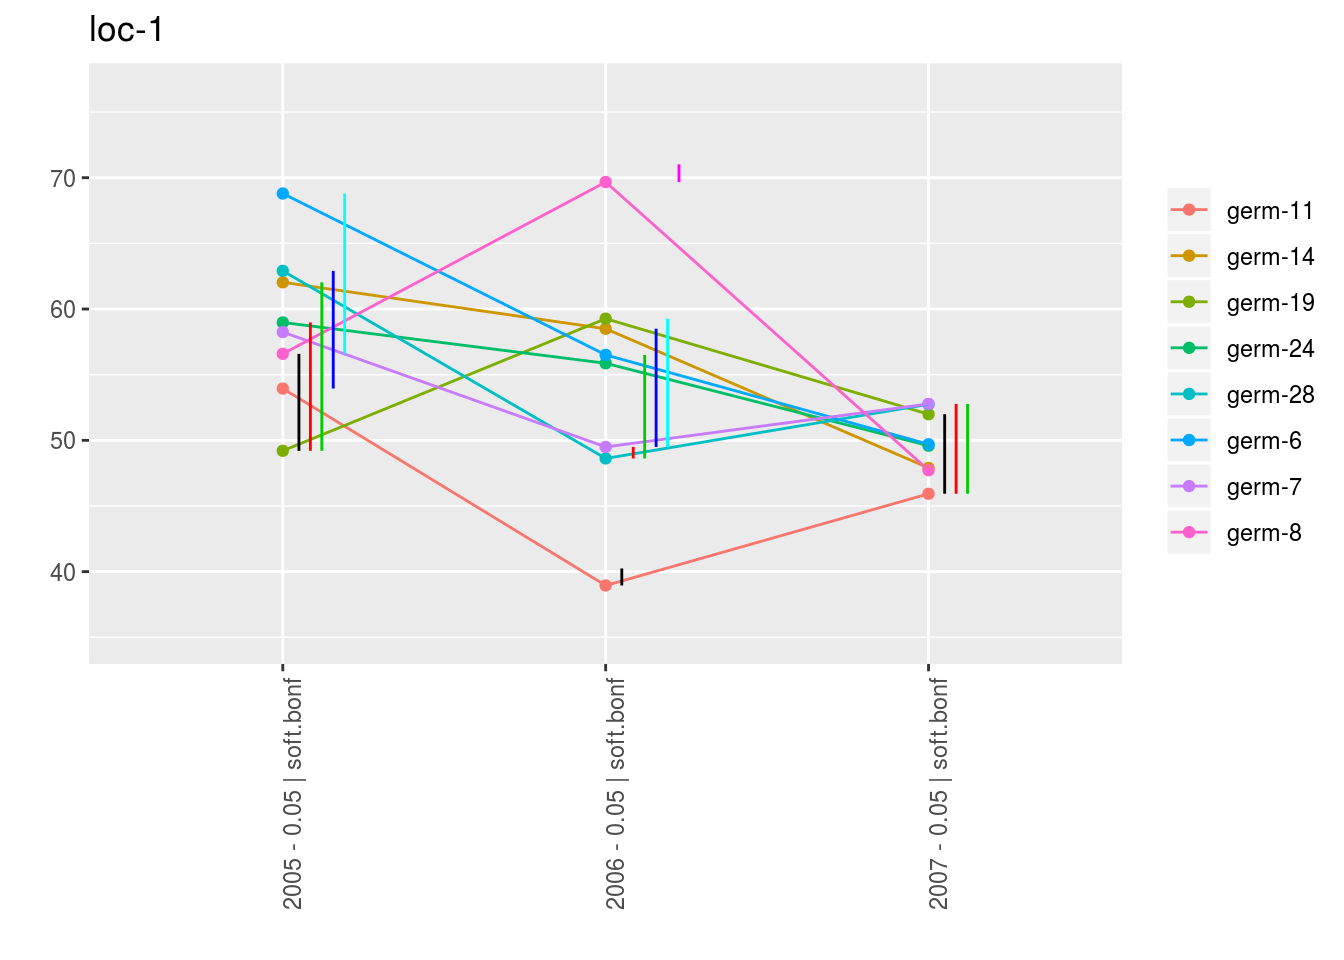 loc-1
70
60
50
40
2005 - 0.05 | soft.bonf
2006 - 0.05 | soft.bonf
2007 - 0.05 | soft.bonf
germ-11
germ-14
germ-19
germ-24
germ-28
germ-6
germ-7
germ-8